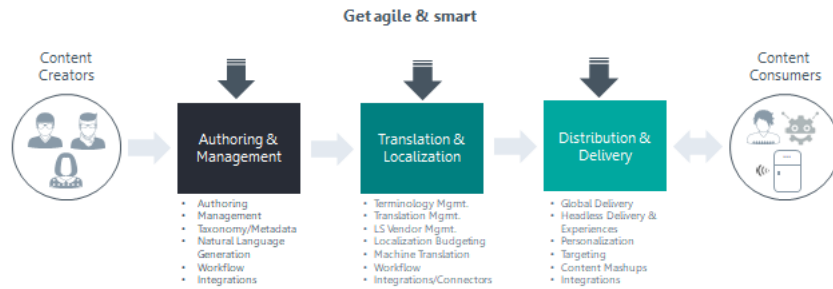 Get agile & smart
Content
Creators
Content
Consumers
Authoring &
Management
Translation &
Localization
Distribution &
Delivery
• Authoring
• Management
• Taxonomy/Metadata
• Natural Language
Generation
• Workflow
• Integrations
• Terminology Mgmt.
• Translation Mgmt.
• LS Vendor Mgmt.
• Localization Budgeting
• Machine Translation
• Workflow
• Integrations/Connectors
• Global Delivery
• Headless Delivery &
Experiences
• Personalization
• Targeting
• Content Mashups
• Integrations